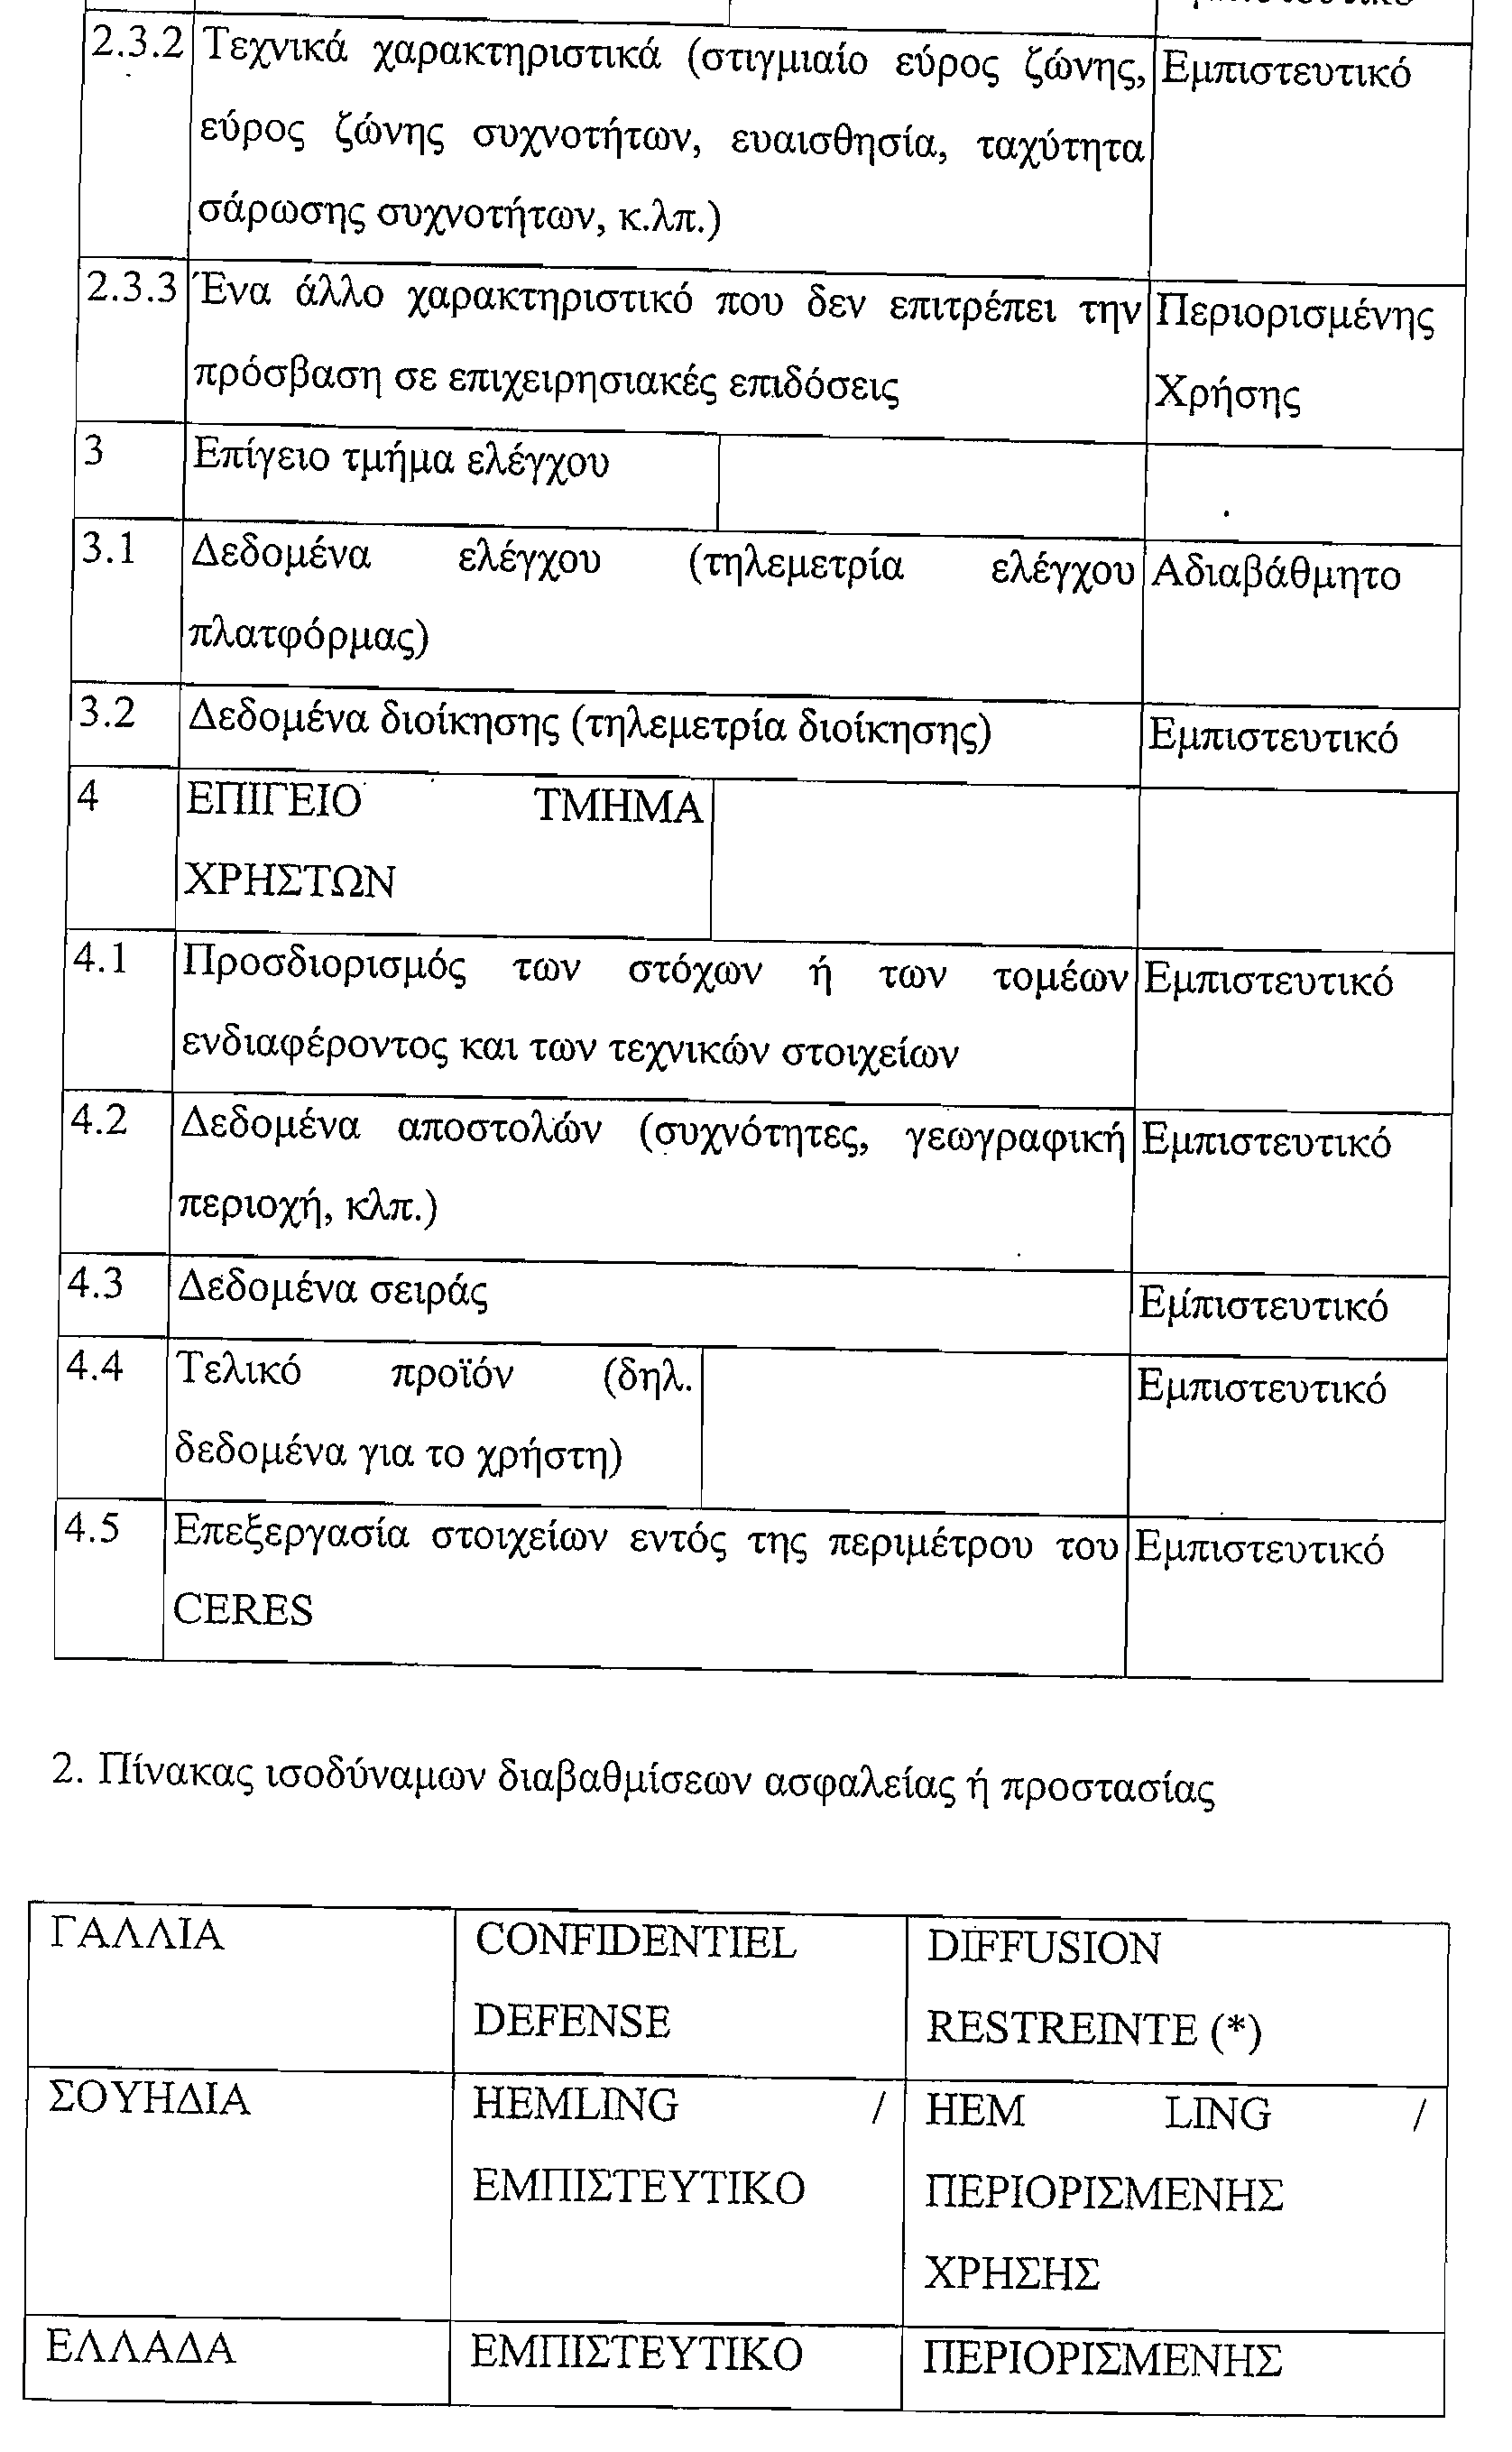 2.3.2 Τεχνικά χαρακτηριστικά (στιγμιαίο εύρος ζώνης, Εμπιστευτικό
εύρος ζώνης συχνοτήτων, ευαισθησία, ταχύτητα
σάρωσης συχνοτήτων, κ.λπ.)
2.3.3 Ένα άλλο χαρακτηριστικό που δεν επιτρέπει την Περιορισμένης
πρόσβαση σε επιχειρησιακές επιδόσεις Χρήσης
3 Επίγειο τμήμα ελέγχου
3.1 Δεδομένα ελέγχου (τηλεμετρία ελέγχου Αδιαβάθμητο
πλατφόρμας)
3.2 Δεδομένα διοίκησης (τηλεμετρία διοίκησης) Εμπιστευτικό
4 ΕΠΙΓΕΙΟ ΤΜΗΜΑ
ΧΡΗΣΤΩΝ
4.1 Προσδιορισμός των στόχων ή των τομέων Εμπιστευτικό
ενδιαφέροντος και των τεχνικών στοιχείων
4.2 Δεδομένα αποστολών (συχνότητες, γεωγραφική Εμπιστευτικό
περιοχή, κλπ.)
4.3 Δεδομένα σειράς Εμπιστευτικό
4.4 Τελικό προϊόν (δηλ. Εμπιστευτικό
δεδομένα για το χρήστη)
4.5 Επεξεργασία στοιχείων εντός της περιμέτρου του Εμπιστευτικό
CERES
2. Πίνακας ισοδύναμων διαβαθμίσεων ασφαλείας ή προστασίας
ΓΑΛΛΙΑ CONFIDENTIEL DIFFUSION
DEFENSE RESTREINTE (*)
ΣΟΥΗΔΙΑ HEMLING / HEM LING /
ΕΜΠΙΣΤΕΥΤΙΚΟ ΠΕΡΙΟΡΙΣΜΕΝΗΣ
ΧΡΗΣΗΣ
ΕΛΛΑΔΑ ΕΜΠΙΣΤΕΥΤΙΚΟ ΠΕΡΙΟΡΙΣΜΕΝΗΣ